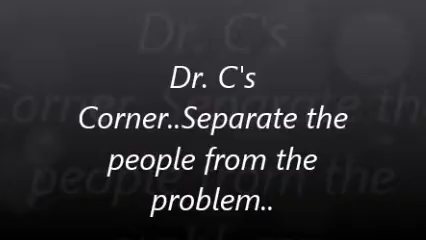 Dr. C's
Corner..Separate the
people from the
problem..